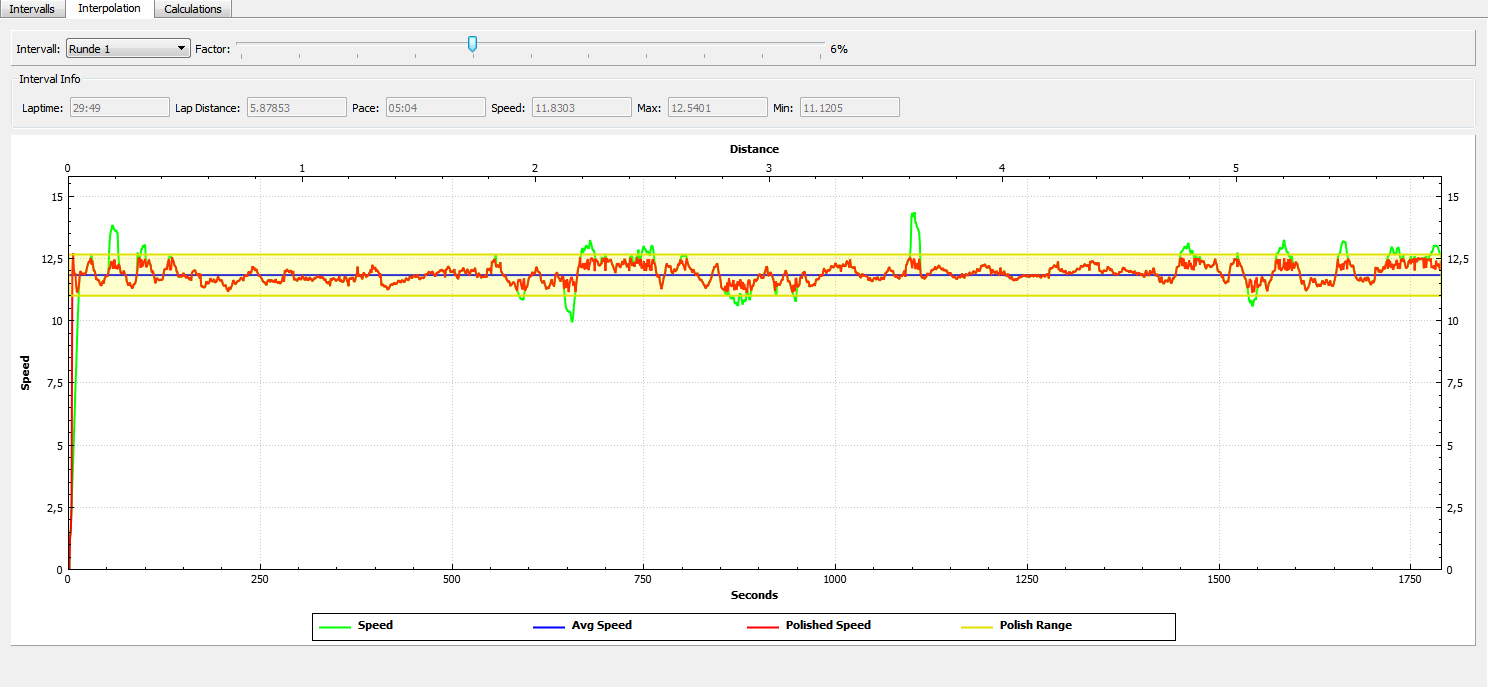 Intervalls Interpolation Calculations
Intervall: Runde 1 Factor: 6%
Interval Info
Laptime: 29:49 Lap Distance: 5.87853 Pace: 05:04 Speed: 11.8303 Max: 12.5401 Min: 11.1205
Distance
0 1 2 3 4 5
15 15
12,5 12,5
10 10
7,5 7,5
5 5
2,5 2,5
0 0
Speed
0 250 500 750 1000 1250 1500 1750
Seconds
Speed Avg Speed Polished Speed Polish Range